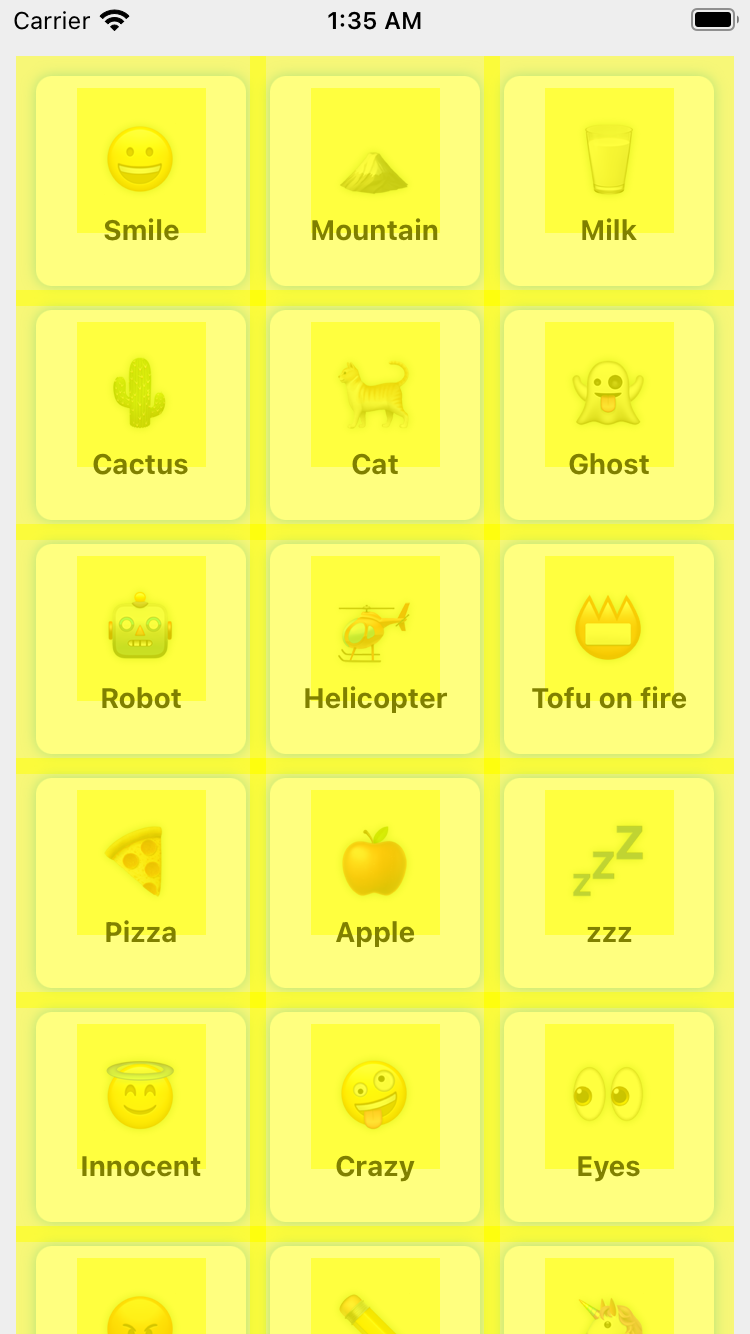 Carrier 1:35 AM
Smile Mountain Milk
Cactus Cat Ghost
Robot Helicopter Tofu on fire
Pizza Apple zzz
Innocent Crazy Eyes